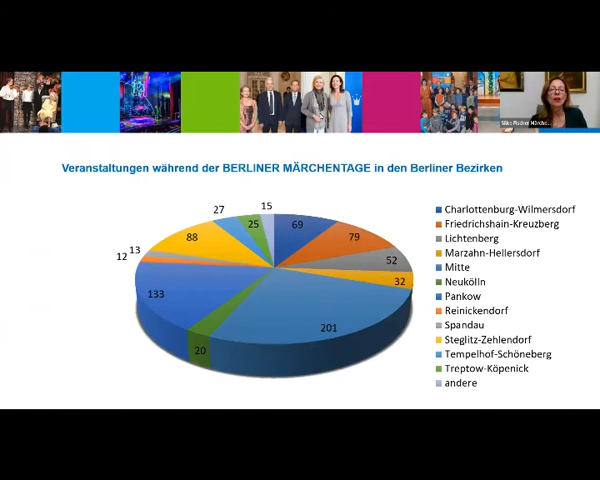 Veranstaltungen während der BERLINER MÄRCHENTAGE in den Berliner Bezirken
15
27
25
69
88
79
13
12
52
32
133
201
20
Charlottenburg-Wilmersdorf
Friedrichshain-Kreuzberg
Lichtenberg
Marzahn-Hellersdorf
Mitte
Neukölln
Pankow
Reinickendorf
Spandau
Steglitz-Zehlendorf
Tempelhof-Schöneberg
Treptow-Köpenick
andere